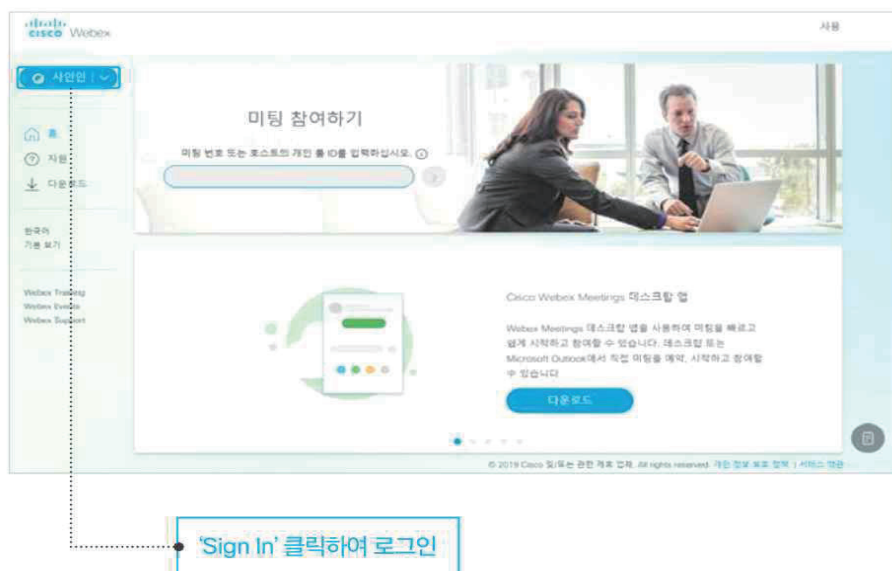 cisco Webex
사용
사인인
미팅 참여하기
미팅 번호 또는 호스트의 개인 룸 ID를 입력하십시오.
홈
지원
다운로드
한국어
기본 보기
Webex Training
Webex Events
Webex Support
Cisco Webex Meetings 데스크탑 앱
Webex Meetings 데스크탑 앱을 사용하여 미팅을 빠르고
쉽게 시작하고 참여할 수 있습니다. 데스크탑 또는
Microsoft Outlook에서 직접 미팅을 예약, 시작하고 참여할
수 있습니다
다운로드
© 2019 Cisco 및/또는 관련 제휴 업체. All rights reserved. 개인 정보 보호 정책 | 서비스 약관
'Sign In' 클릭하여 로그인